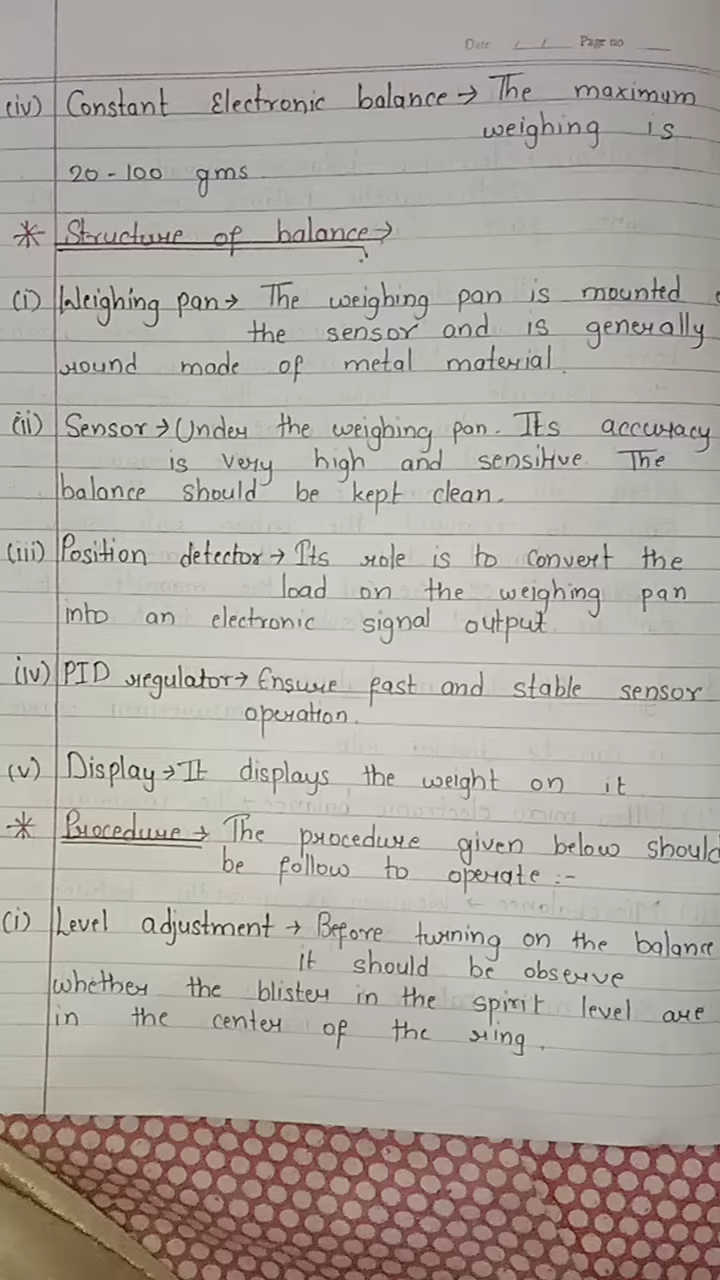 Date / / Page no
(iv) Constant Electronic balance → The maximum
weighing is
20-100 gms.
* Structure of balance →
(i) Weighing pan → The weighing pan is mounted
the sensor and is generally
round made of metal material.
(ii) Sensor → Under the weighing pan. Its accuracy
is very high and sensitive. The
balance should be kept clean.
(iii) Position detector → Its role is to convert the
load on the weighing pan
into an electronic signal output.
(iv) PID regulator → Ensure fast and stable sensor
operation.
(v) Display → It displays the weight on it
* Procedure → The procedure given below should
be follow to operate :-
(i) Level adjustment → Before turning on the balance
it should be observe
whether the blister in the spirit level are
in the center of the ring.